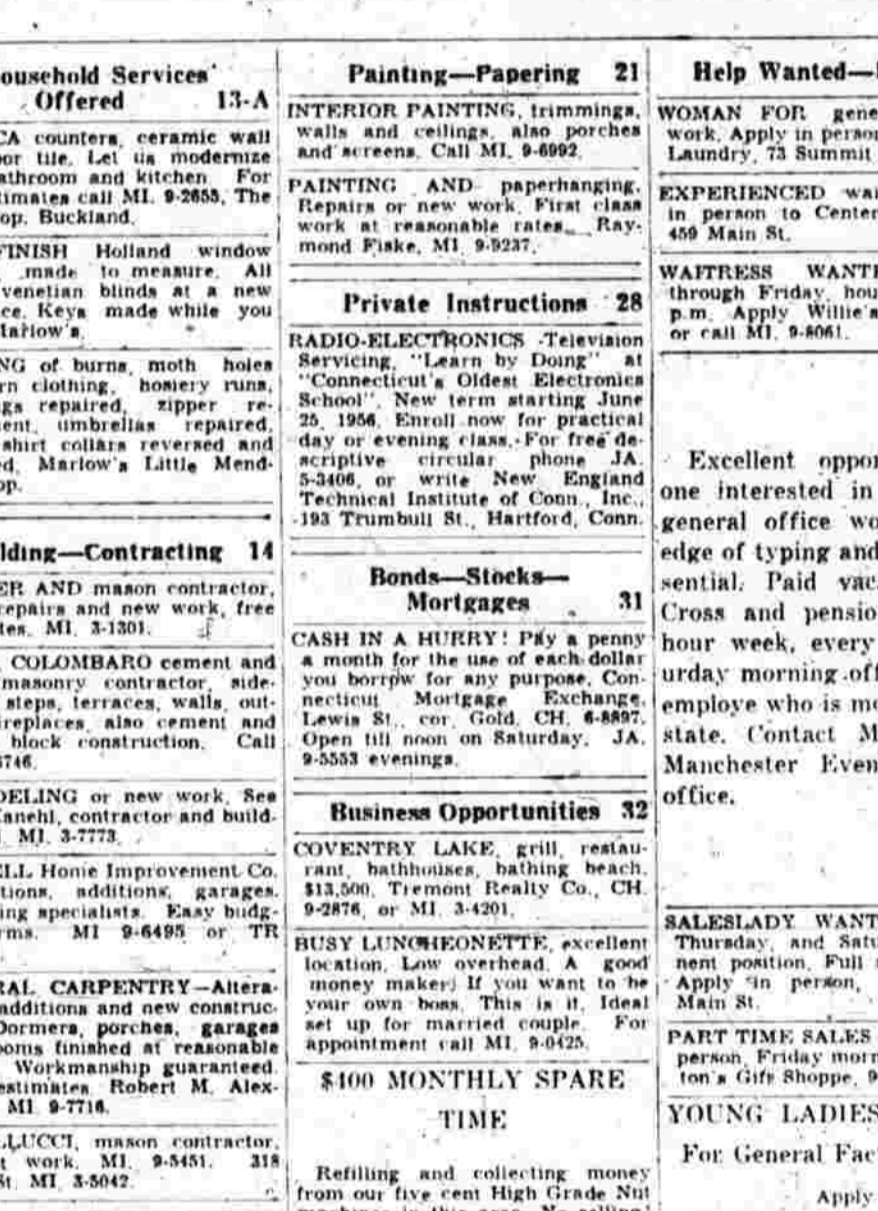 ousehold Services
Offered 13-A
CA counters, ceramic wall
oor tile. Let us modernize
athroom and kitchen. For
timates call MI. 9-2655, The
op. Buckland.
FINISH Holland window
made to measure. All
venetian blinds at a new
ce. Keys made while you
Marlow's.
NG of burns, moth holes
rn clothing, hosiery runs,
gs repaired, zipper re-
ent, umbrellas repaired,
shirt collars reversed and
ed. Marlow's Little Mend-
op.
lding—Contracting 14
ER AND mason contractor,
repairs and new work, free
tes. MI. 3-1301.
COLOMBARO cement and
masonry contractor, side-
steps, terraces, walls, out-
ireplaces, also cement and
block construction. Call
746.
DELING or new work. See
anehl, contractor and build-
MI. 3-7773.
ELL Home Improvement Co.
tions, additions, garages.
ing specialists. Easy budg-
rms. MI 9-6495 or TR
RAL CARPENTRY—Altera-
additions and new construc-
Dormers, porches, garages
ooms finished at reasonable
Workmanship guaranteed.
estimates. Robert M. Alex-
MI 9-7716.
LLUCCI, mason contractor,
t work. MI. 9-5451. 318
St. MI. 3-5042.
Painting—Papering 21
INTERIOR PAINTING, trimmings,
walls and ceilings, also porches
and screens. Call MI. 9-6992.
PAINTING AND paperhanging.
Repairs or new work. First class
work at reasonable rates. Ray-
mond Fiske, MI. 9-9237.
Private Instructions 28
RADIO-ELECTRONICS -Television
Servicing, "Learn by Doing" at
"Connecticut's Oldest Electronics
School". New term starting June
25, 1956. Enroll now for practical
day or evening class. For free de-
scriptive circular phone JA.
5-3406, or write New England
Technical Institute of Conn., Inc.,
193 Trumbull St., Hartford, Conn.
Bonds—Stocks—
Mortgages 31
CASH IN A HURRY! Pay a penny
a month for the use of each dollar
you borrow for any purpose. Con-
necticut Mortgage Exchange,
Lewis St., cor. Gold, CH. 6-8897.
Open till noon on Saturday. JA.
9-5553 evenings.
Business Opportunities 32
COVENTRY LAKE, grill, restau-
rant, bathhouses, bathing beach.
$13,500. Tremont Realty Co., CH.
9-2876, or MI. 3-4201.
BUSY LUNCHEONETTE, excellent
location. Low overhead. A good
money maker. If you want to be
your own boss, This is it. Ideal
set up for married couple. For
appointment call MI. 9-0425.
$400 MONTHLY SPARE
TIME
Refilling and collecting money
from our five cent High Grade Nut
machines in this area. No selling!
Help Wanted—
WOMAN FOR gene
work. Apply in person
Laundry, 73 Summit
EXPERIENCED wai
in person to Center
459 Main St.
WAITRESS WANTE
through Friday, hou
p.m. Apply Willie's
or call MI. 9-8061.
Excellent oppor
one interested in
general office wo
edge of typing and
sential. Paid vac
Cross and pensio
hour week, every
urday morning off
employe who is mo
state. Contact M
Manchester Even
office.
SALESLADY WANT
Thursday, and Satu
nent position, Full
Apply in person,
Main St.
PART TIME SALES
person, Friday morn
ton's Gift Shoppe, 9
YOUNG LADIES
For General Fac
Apply